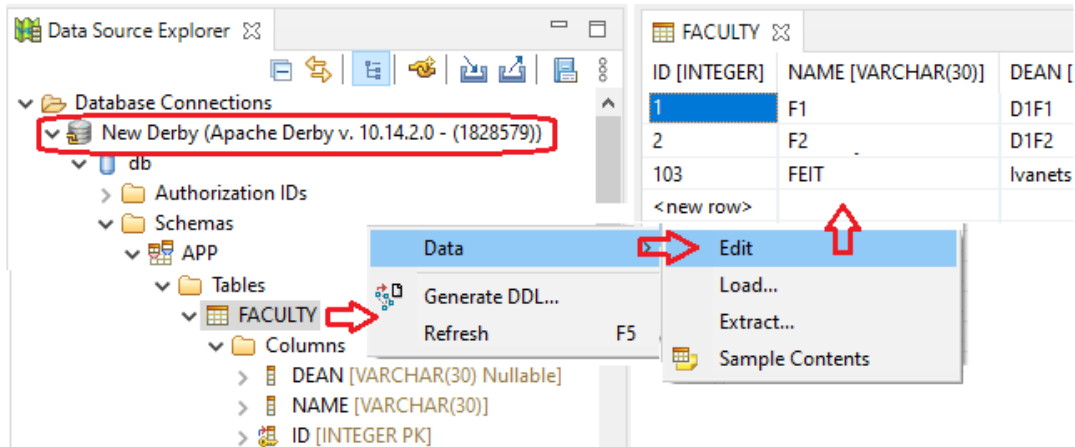 Data Source Explorer
Database Connections
New Derby (Apache Derby v. 10.14.2.0 - (1828579))
db
Authorization IDs
Schemas
APP
Tables
FACULTY
Columns
DEAN [VARCHAR(30) Nullable]
NAME [VARCHAR(30)]
ID [INTEGER PK]
Data
Generate DDL...
Refresh F5
Edit
Load...
Extract...
Sample Contents
FACULTY
ID [INTEGER] NAME [VARCHAR(30)] DEAN [
1 F1 D1F1
2 F2 D1F2
103 FEIT Ivanets
<new row>